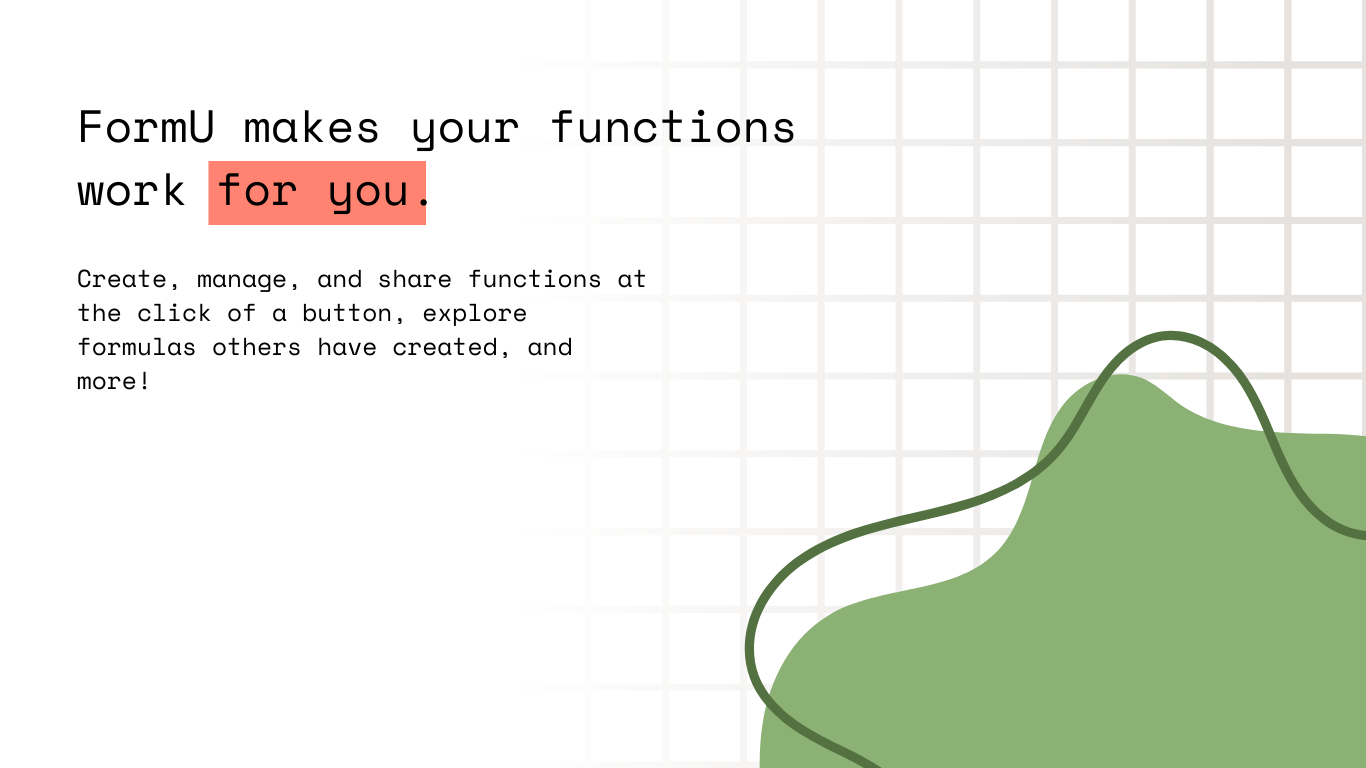 FormU makes your functions
work for you.
Create, manage, and share functions at
the click of a button, explore
formulas others have created, and
more!